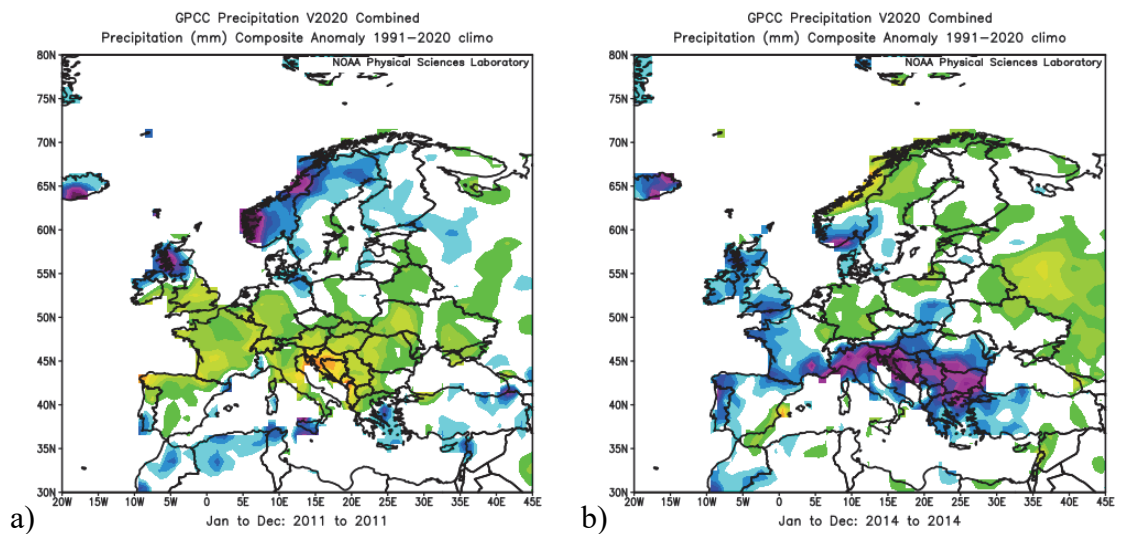 GPCC Precipitation V2020 Combined
Precipitation (mm) Composite Anomaly 1991−2020 climo
NOAA Physical Sciences Laboratory
80N
75N
70N
65N
60N
55N
50N
45N
40N
35N
30N
20W 15W 10W 5W 0 5E 10E 15E 20E 25E 30E 35E 40E 45E
a) Jan to Dec: 2011 to 2011
GPCC Precipitation V2020 Combined
Precipitation (mm) Composite Anomaly 1991−2020 climo
NOAA Physical Sciences Laboratory
80N
75N
70N
65N
60N
55N
50N
45N
40N
35N
30N
20W 15W 10W 5W 0 5E 10E 15E 20E 25E 30E 35E 40E 45E
b) Jan to Dec: 2014 to 2014